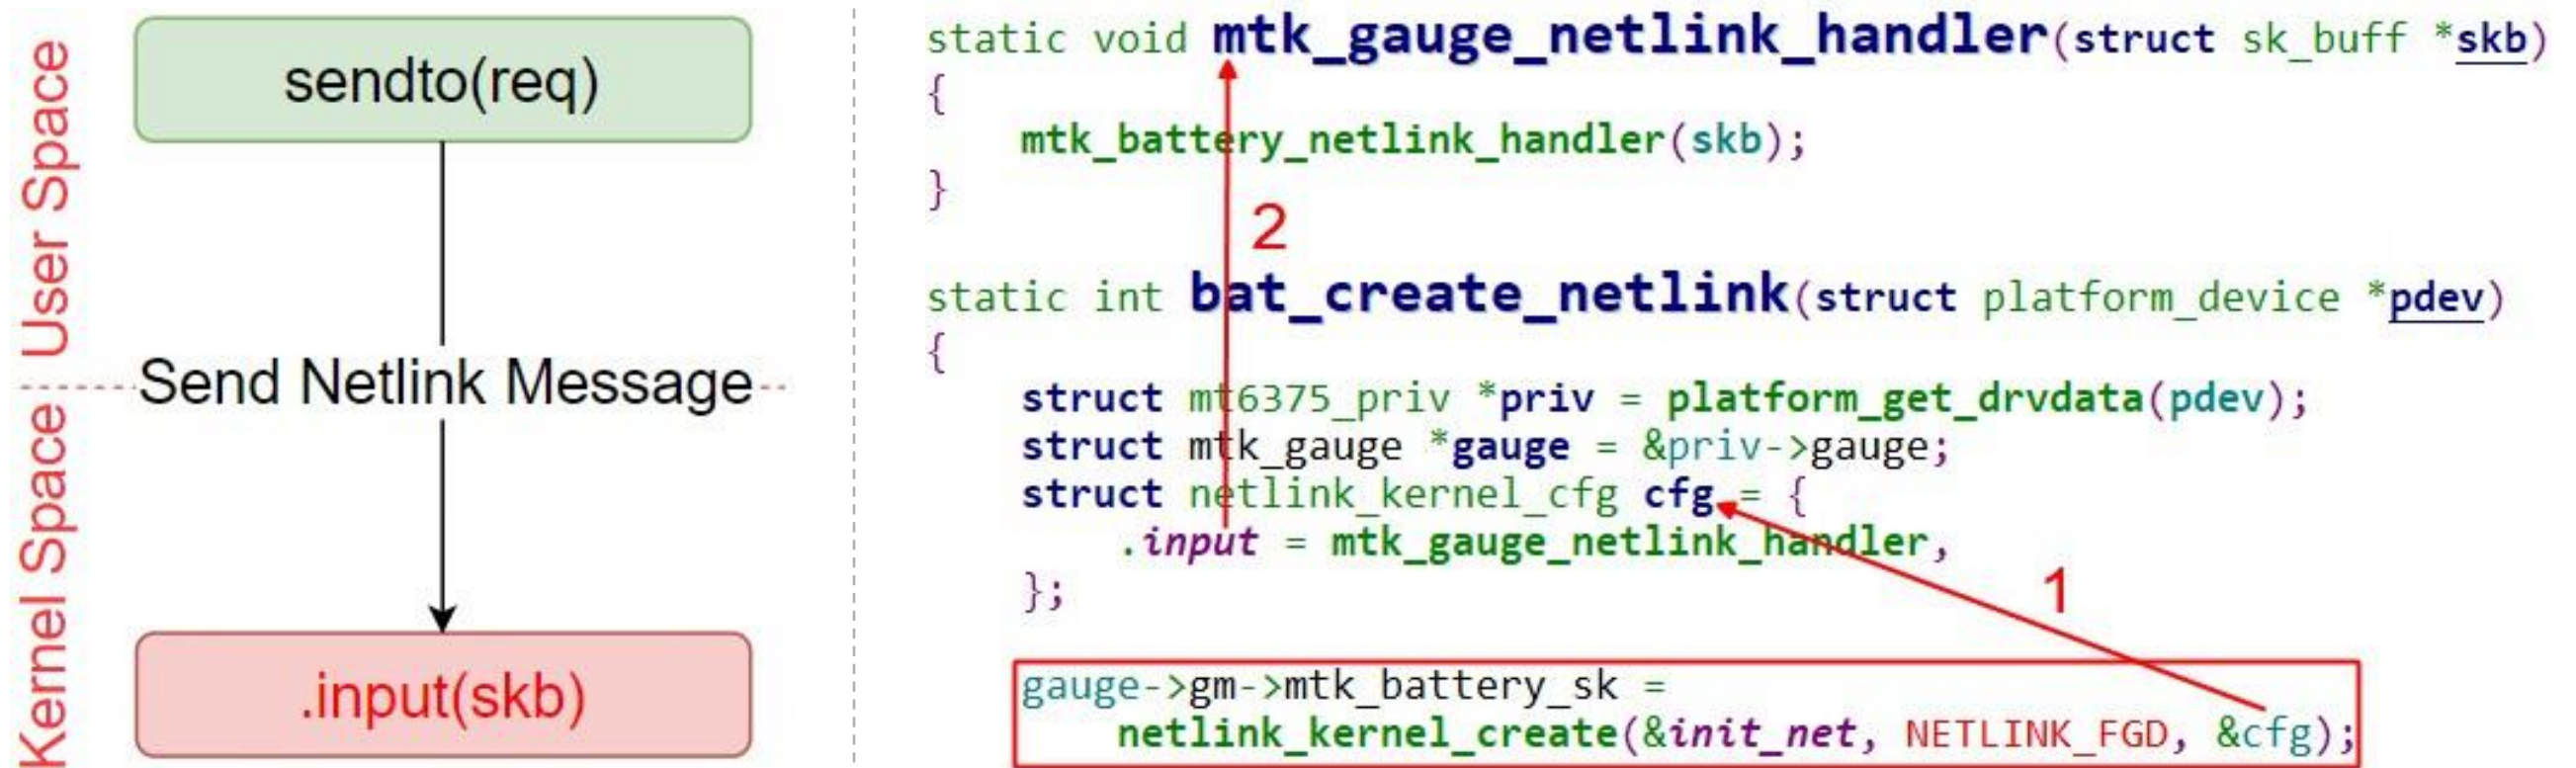 User Space
sendto(req)
Send Netlink Message
Kernel Space
.input(skb)
static void mtk_gauge_netlink_handler(struct sk_buff *skb)
{
mtk_battery_netlink_handler(skb);
}
2
static int bat_create_netlink(struct platform_device *pdev)
{
struct mt6375_priv *priv = platform_get_drvdata(pdev);
struct mtk_gauge *gauge = &priv->gauge;
struct netlink_kernel_cfg cfg = {
.input = mtk_gauge_netlink_handler,
};
1
gauge->gm->mtk_battery_sk =
netlink_kernel_create(&init_net, NETLINK_FGD, &cfg);